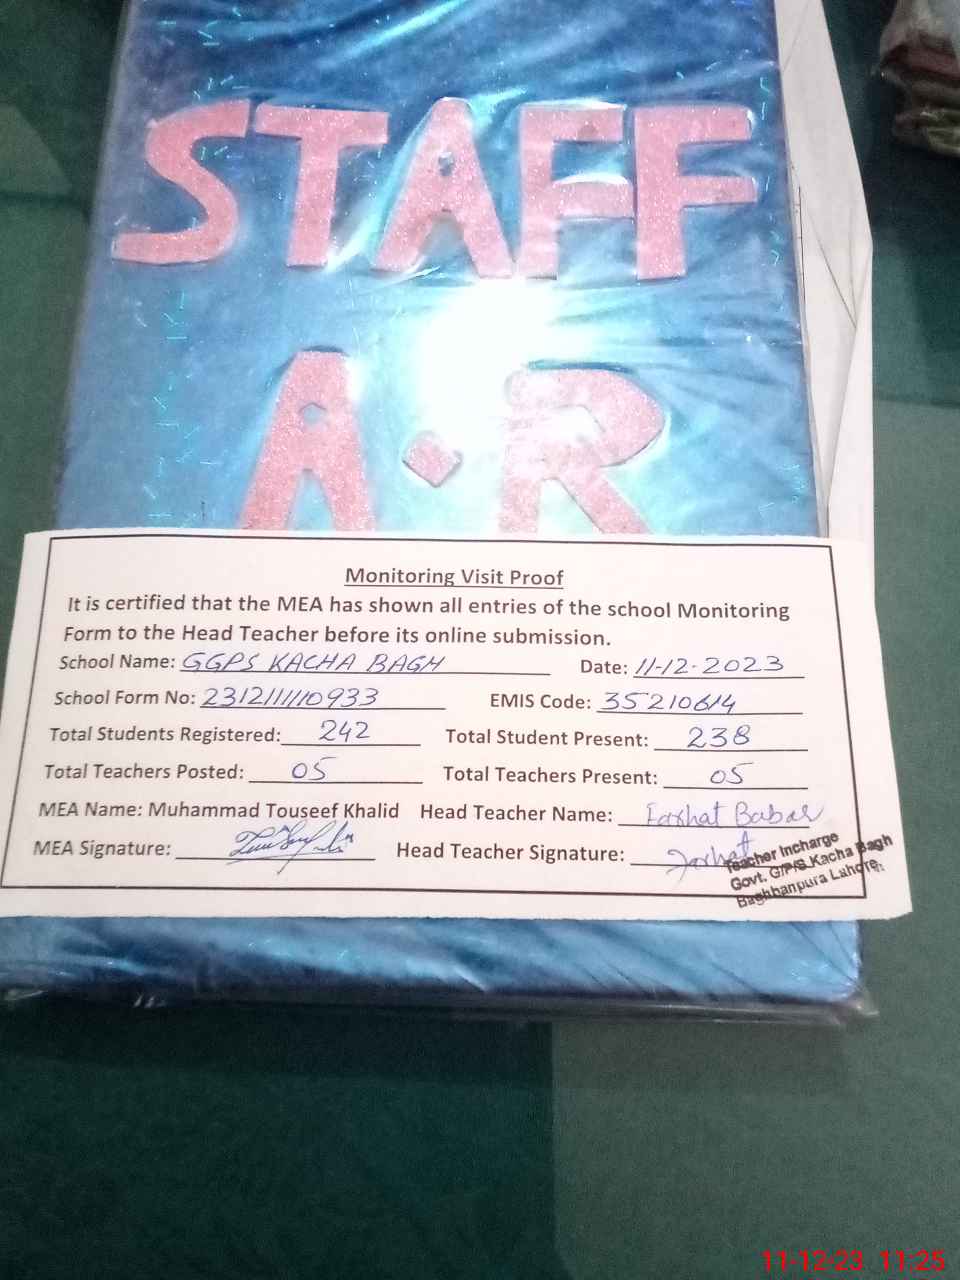 STAFF
A·R
Monitoring Visit Proof
It is certified that the MEA has shown all entries of the school Monitoring
Form to the Head Teacher before its online submission.
School Name: GGPS KACHA BAGH Date: 11-12-2023
School Form No: 231211110933 EMIS Code: 35210614
Total Students Registered: 242 Total Student Present: 238
Total Teachers Posted: 05 Total Teachers Present: 05
MEA Name: Muhammad Touseef Khalid Head Teacher Name: Farhat Babar
MEA Signature: Head Teacher Signature: Farhat
Teacher Incharge
Govt. G/P/S Kacha Bagh
Baghbanpura Lahore.
11-12-23 11:25